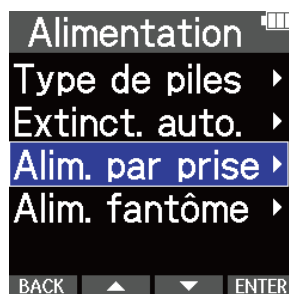 Alimentation
Type de piles
Extinct. auto.
Alim. par prise
Alim. fantôme
BACK ENTER